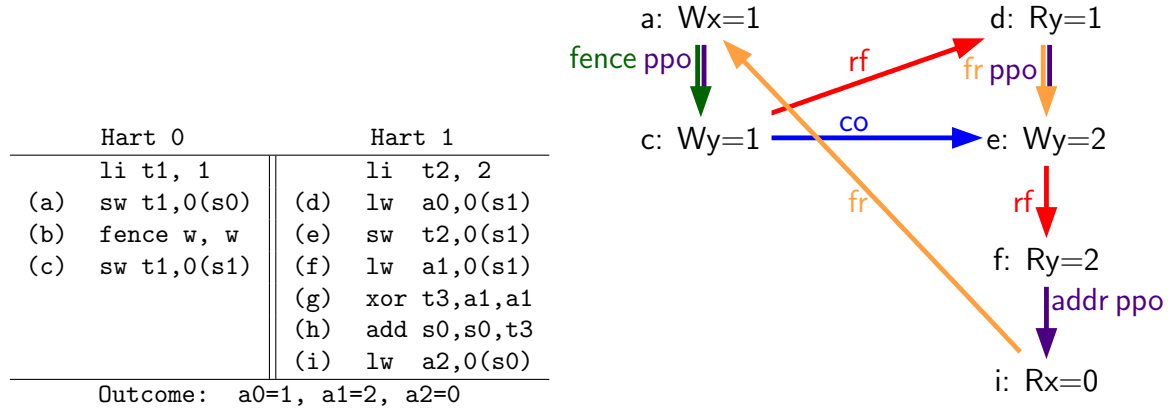 Hart 0 Hart 1
li t1, 1 li t2, 2
(a) sw t1,0(s0) (d) lw a0,0(s1)
(b) fence w, w (e) sw t2,0(s1)
(c) sw t1,0(s1) (f) lw a1,0(s1)
(g) xor t3,a1,a1
(h) add s0,s0,t3
(i) lw a2,0(s0)
Outcome: a0=1, a1=2, a2=0
a: Wx=1 d: Ry=1
fence ppo rf fr ppo
c: Wy=1 co e: Wy=2
fr rf
f: Ry=2
addr ppo
i: Rx=0